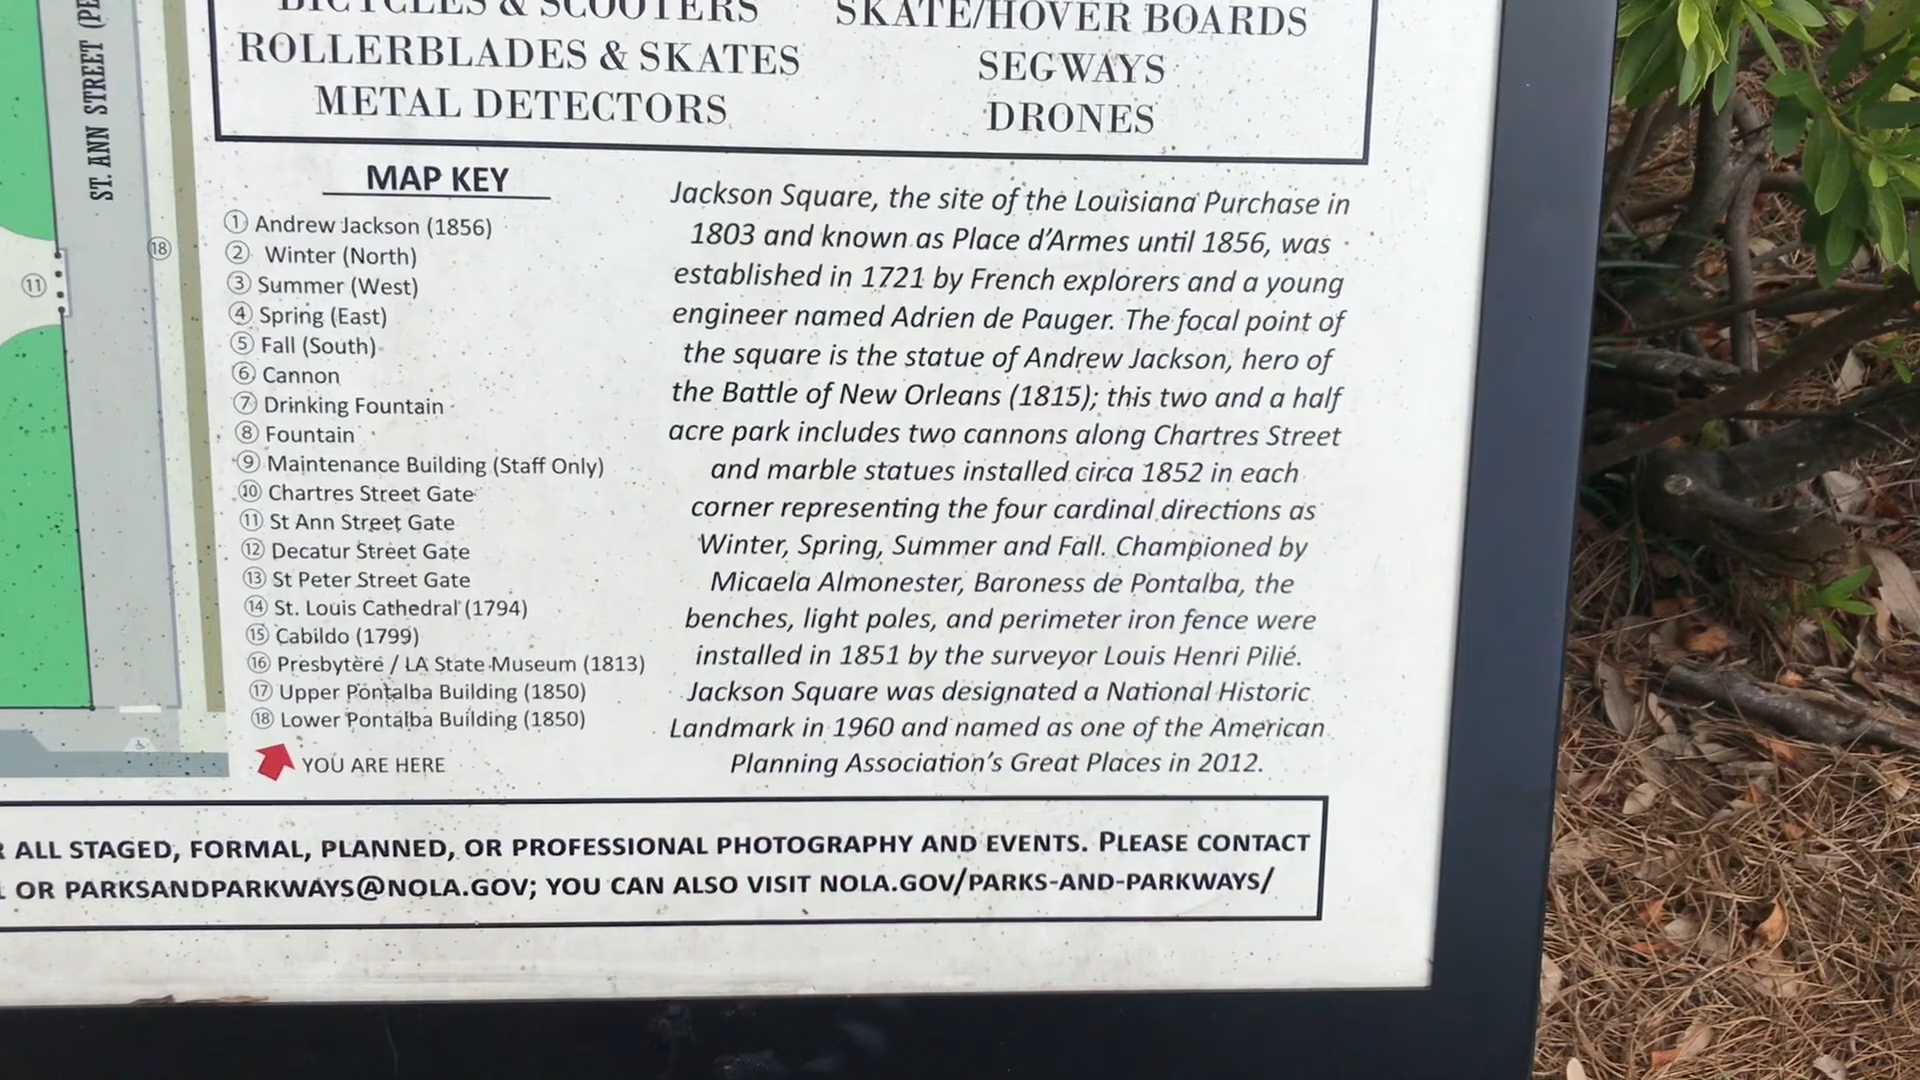 BICYCLES & SCOOTERS
ROLLERBLADES & SKATES
METAL DETECTORS
SKATE/HOVER BOARDS
SEGWAYS
DRONES
ST. ANN STREET (PE
18
11
MAP KEY
1 Andrew Jackson (1856)
2 Winter (North)
3 Summer (West)
4 Spring (East)
5 Fall (South)
6 Cannon
7 Drinking Fountain
8 Fountain
9 Maintenance Building (Staff Only)
10 Chartres Street Gate
11 St Ann Street Gate
12 Decatur Street Gate
13 St Peter Street Gate
14 St. Louis Cathedral (1794)
15 Cabildo (1799)
16 Presbytère / LA State Museum (1813)
17 Upper Pontalba Building (1850)
18 Lower Pontalba Building (1850)
YOU ARE HERE
Jackson Square, the site of the Louisiana Purchase in
1803 and known as Place d'Armes until 1856, was
established in 1721 by French explorers and a young
engineer named Adrien de Pauger. The focal point of
the square is the statue of Andrew Jackson, hero of
the Battle of New Orleans (1815); this two and a half
acre park includes two cannons along Chartres Street
and marble statues installed circa 1852 in each
corner representing the four cardinal directions as
Winter, Spring, Summer and Fall. Championed by
Micaela Almonester, Baroness de Pontalba, the
benches, light poles, and perimeter iron fence were
installed in 1851 by the surveyor Louis Henri Pilié.
Jackson Square was designated a National Historic
Landmark in 1960 and named as one of the American
Planning Association's Great Places in 2012.
ALL STAGED, FORMAL, PLANNED, OR PROFESSIONAL PHOTOGRAPHY AND EVENTS. PLEASE CONTACT
OR PARKSANDPARKWAYS@NOLA.GOV; YOU CAN ALSO VISIT NOLA.GOV/PARKS-AND-PARKWAYS/